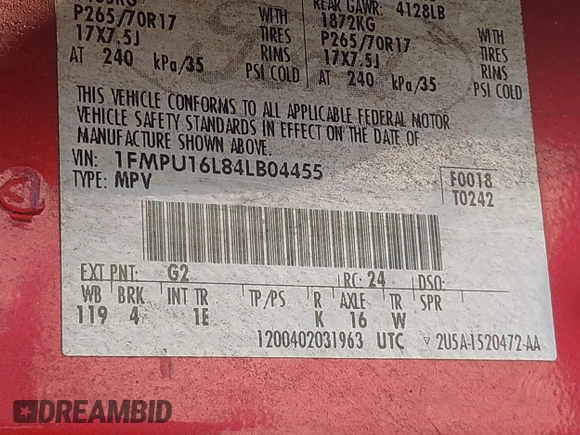 REAR GAWR: 4128LB
WITH 1872KG WITH
P265/70R17 TIRES P265/70R17 TIRES
17X7.5J RIMS 17X7.5J RIMS
AT 240 kPa/35 PSI COLD AT 240 kPa/35 PSI COLD
THIS VEHICLE CONFORMS TO ALL APPLICABLE FEDERAL MOTOR
VEHICLE SAFETY STANDARDS IN EFFECT ON THE DATE OF
MANUFACTURE SHOWN ABOVE.
VIN: 1FMPU16L84LB04455
TYPE: MPV
F0018
T0242
EXT PNT: G2 RC: 24 DSO:
WB BRK INT TR TP/PS R AXLE TR SPR
119 4 1E K 16 W
1200402031963 UTC ▽ 2U5A-1520472-AA
DREAMBID